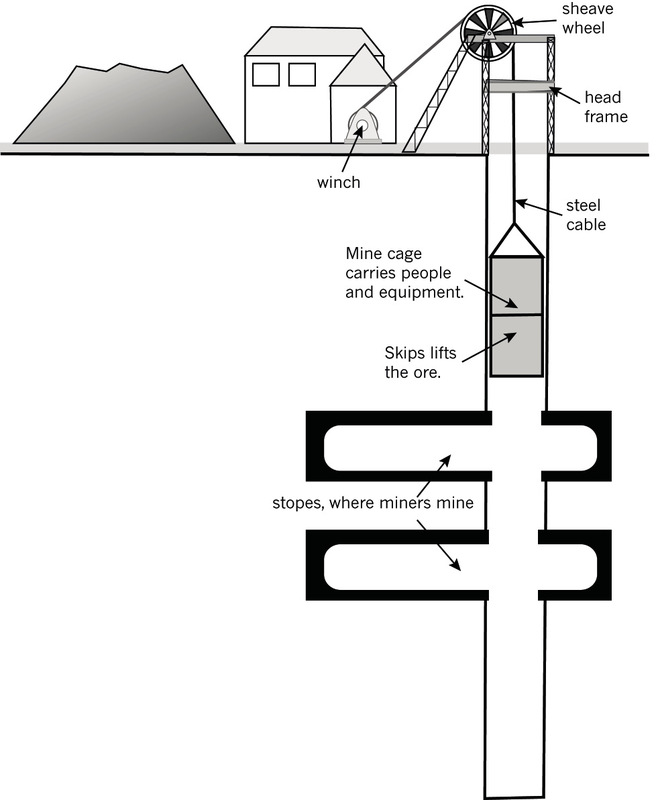 sheave
wheel
head
frame
winch
steel
cable
Mine cage
carries people
and equipment.
Skips lifts
the ore.
stopes, where miners mine